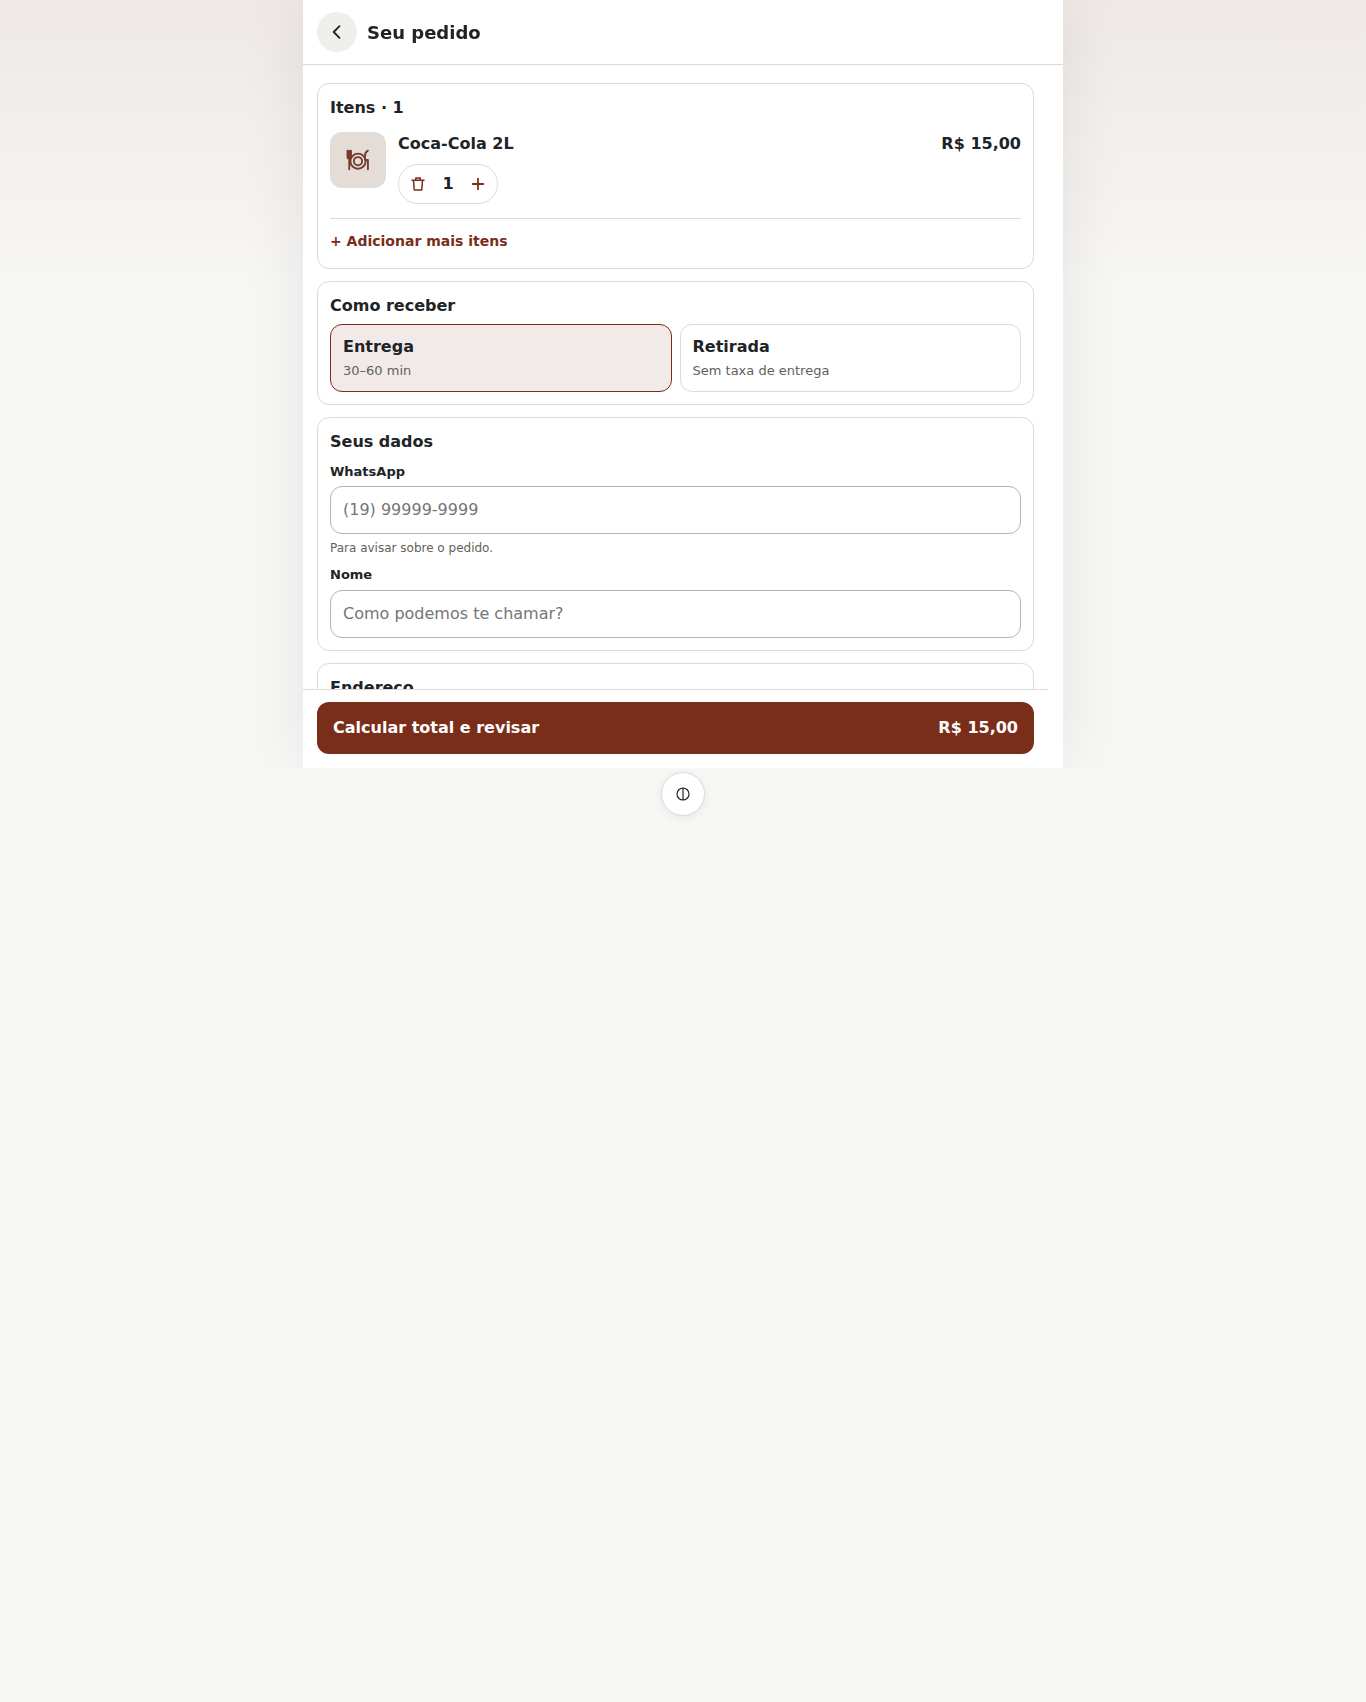 Seu pedido
Itens · 1
Coca-Cola 2L
R$ 15,00
1
+ Adicionar mais itens
Como receber
Entrega
30–60 min
Retirada
Sem taxa de entrega
Seus dados
WhatsApp
(19) 99999-9999
Para avisar sobre o pedido.
Nome
Como podemos te chamar?
Endereço
Calcular total e revisar
R$ 15,00